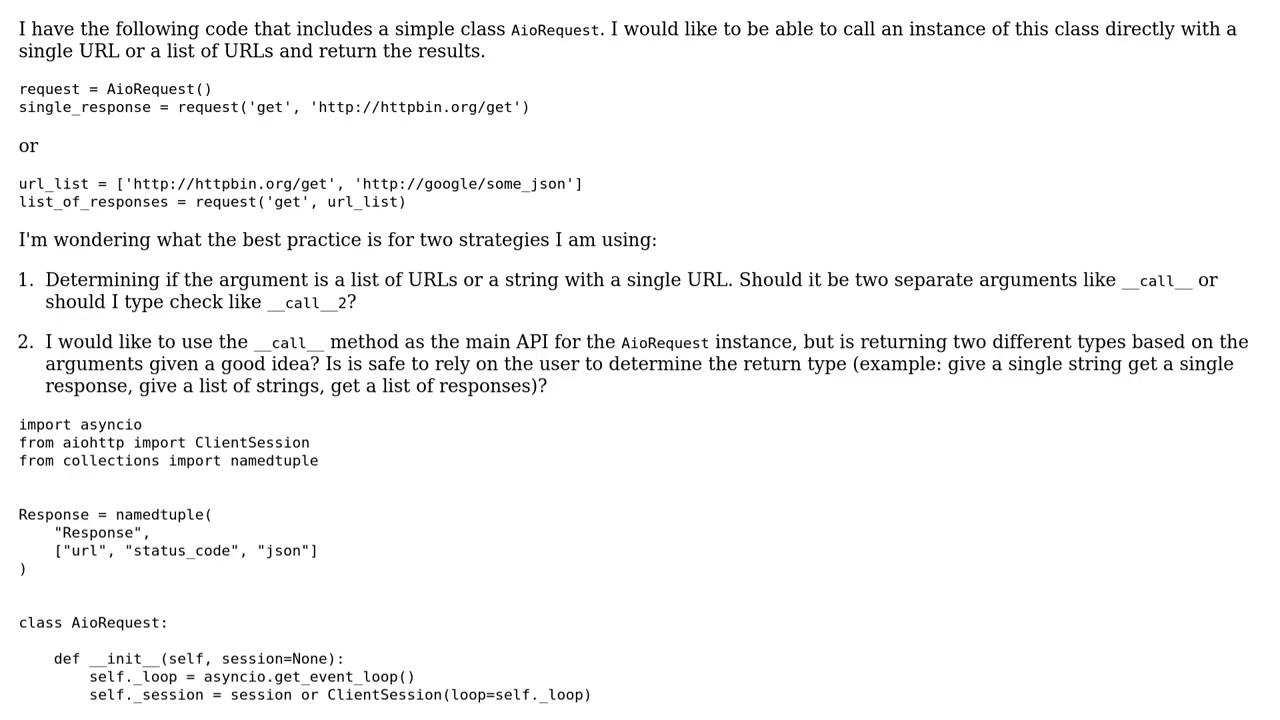 I have the following code that includes a simple class AioRequest. I would like to be able to call an instance of this class directly with a
single URL or a list of URLs and return the results.
request = AioRequest()
single_response = request('get', 'http://httpbin.org/get')
or
url_list = ['http://httpbin.org/get', 'http://google/some_json']
list_of_responses = request('get', url_list)
I'm wondering what the best practice is for two strategies I am using:
1. Determining if the argument is a list of URLs or a string with a single URL. Should it be two separate arguments like __call__ or
should I type check like __call__2?
2. I would like to use the __call__ method as the main API for the AioRequest instance, but is returning two different types based on the
arguments given a good idea? Is is safe to rely on the user to determine the return type (example: give a single string get a single
response, give a list of strings, get a list of responses)?
import asyncio
from aiohttp import ClientSession
from collections import namedtuple
Response = namedtuple(
    "Response",
    ["url", "status_code", "json"]
)
class AioRequest:
    def __init__(self, session=None):
        self._loop = asyncio.get_event_loop()
        self._session = session or ClientSession(loop=self._loop)